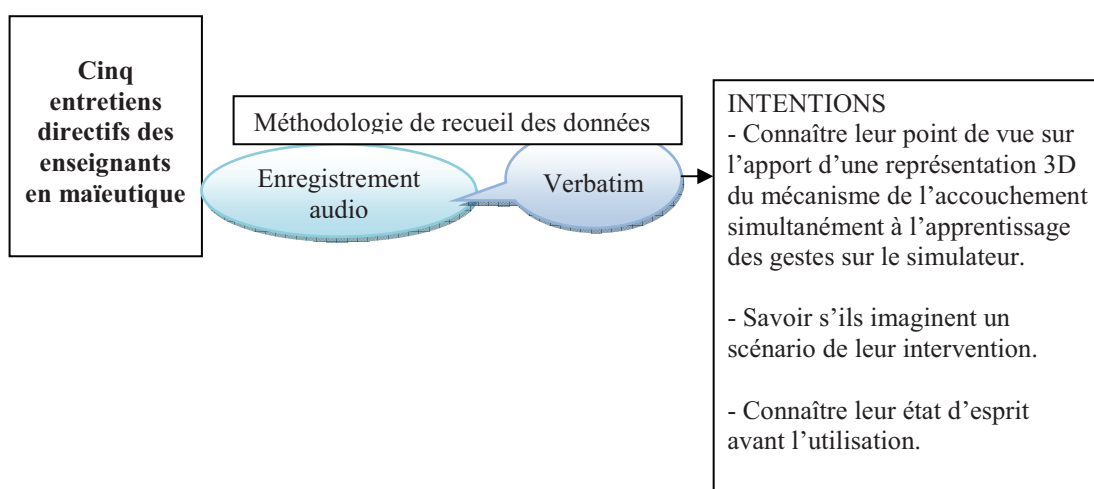 Cinq
entretiens
directifs des
enseignants
en maïeutique
Méthodologie de recueil des données
Enregistrement
audio
Verbatim
INTENTIONS
- Connaître leur point de vue sur
l’apport d’une représentation 3D
du mécanisme de l’accouchement
simultanément à l’apprentissage
des gestes sur le simulateur.
- Savoir s’ils imaginent un
scénario de leur intervention.
- Connaître leur état d’esprit
avant l’utilisation.